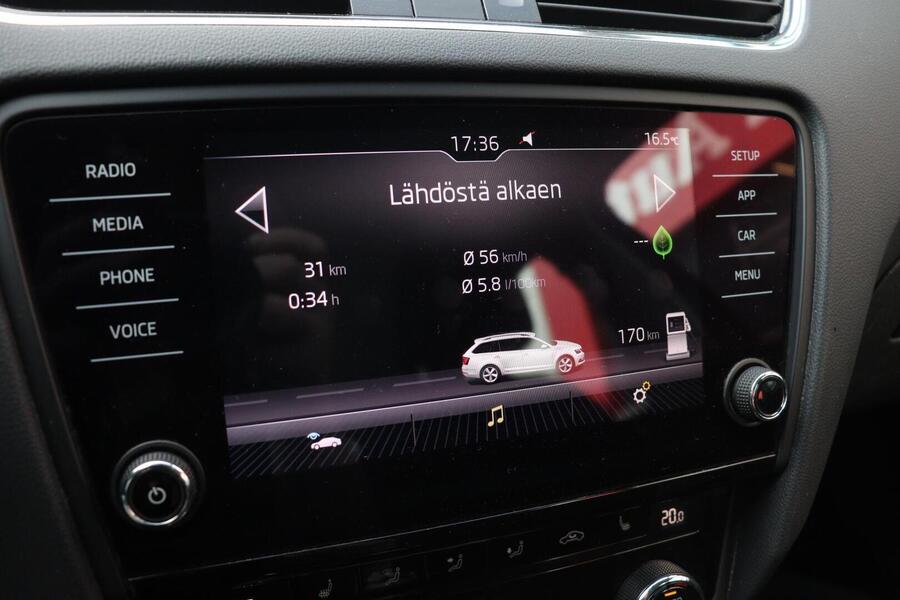 17:36
16.5°C
RADIO
MEDIA
PHONE
VOICE
Lähdöstä alkaen
31 km
0:34 h
Ø 56 km/h
Ø 5.8 l/100km
---
170 km
SETUP
APP
CAR
MENU
20.0